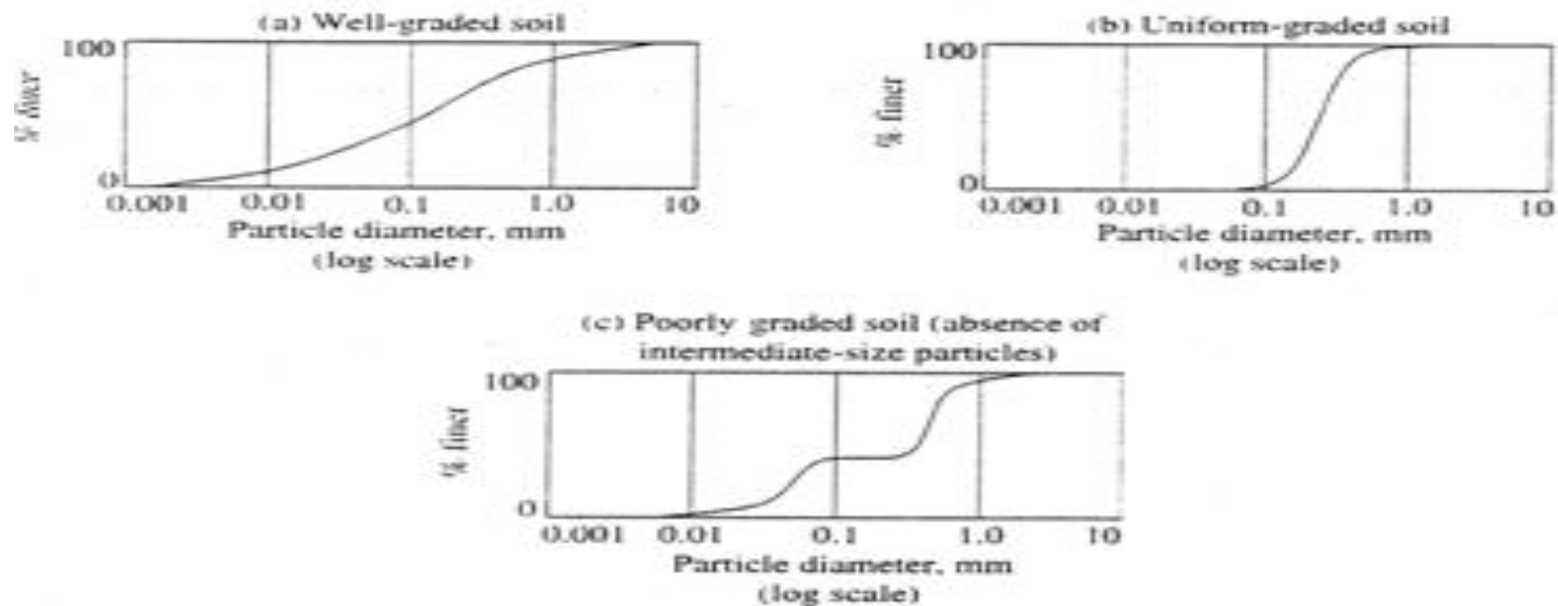 (a) Well-graded soil
100
% finer
0
0.001 0.01 0.1 1.0 10
Particle diameter, mm
(log scale)
(b) Uniform-graded soil
100
% finer
0
0.001 0.01 0.1 1.0 10
Particle diameter, mm
(log scale)
(c) Poorly graded soil (absence of
intermediate-size particles)
100
% finer
0
0.001 0.01 0.1 1.0 10
Particle diameter, mm
(log scale)